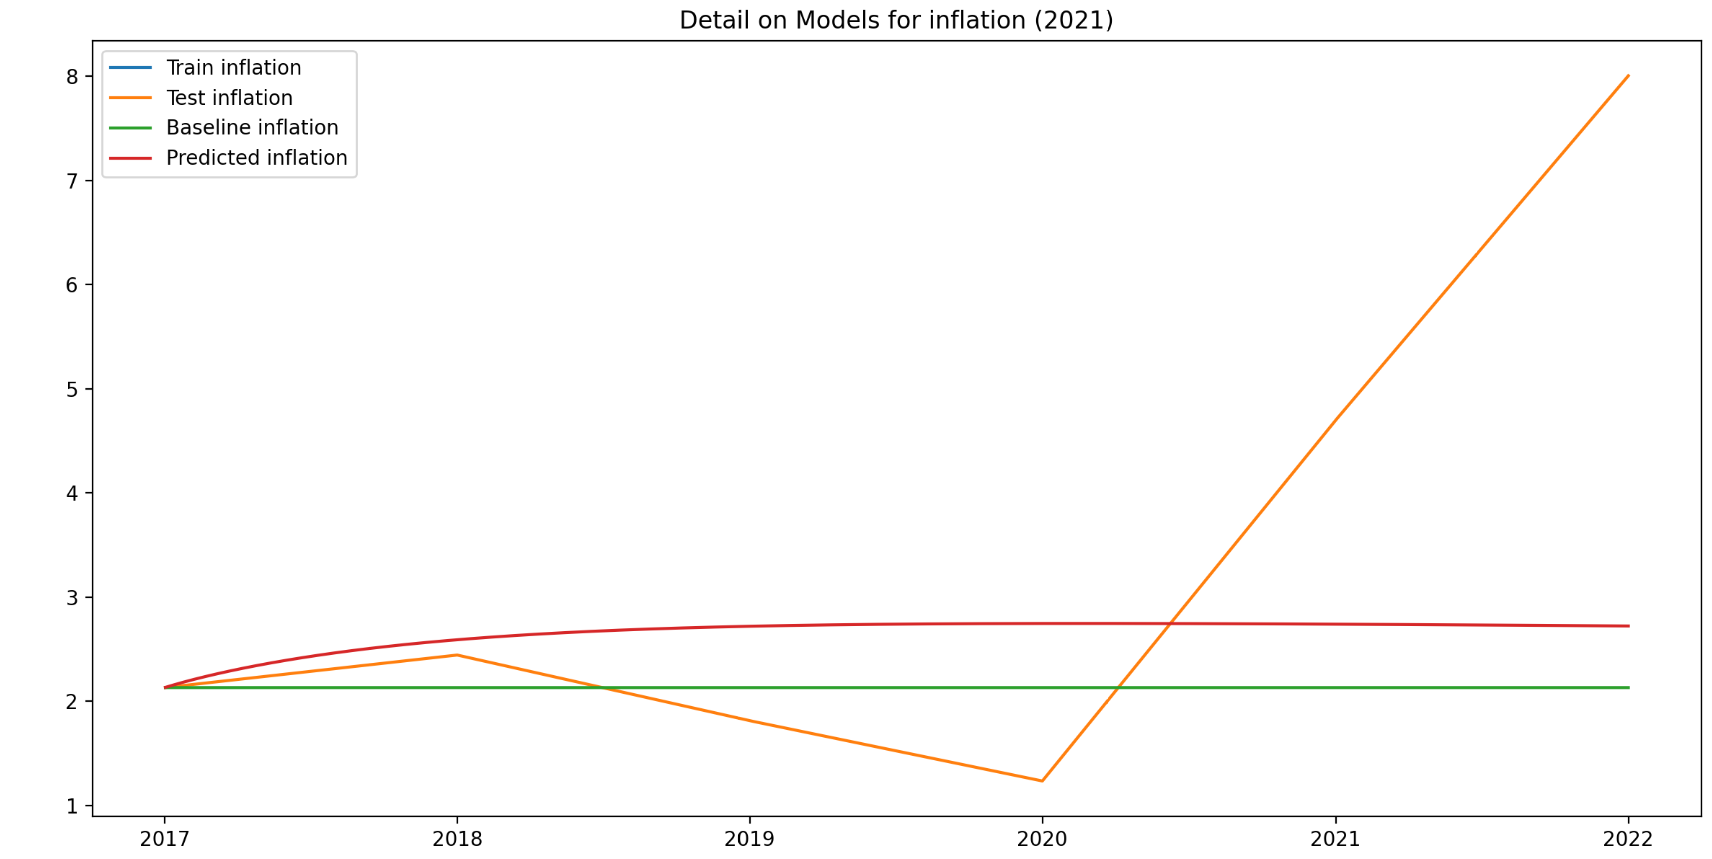 Detail on Models for inflation (2021)
Train inflation
Test inflation
Baseline inflation
Predicted inflation
8
7
6
5
4
3
2
1
2017 2018 2019 2020 2021 2022